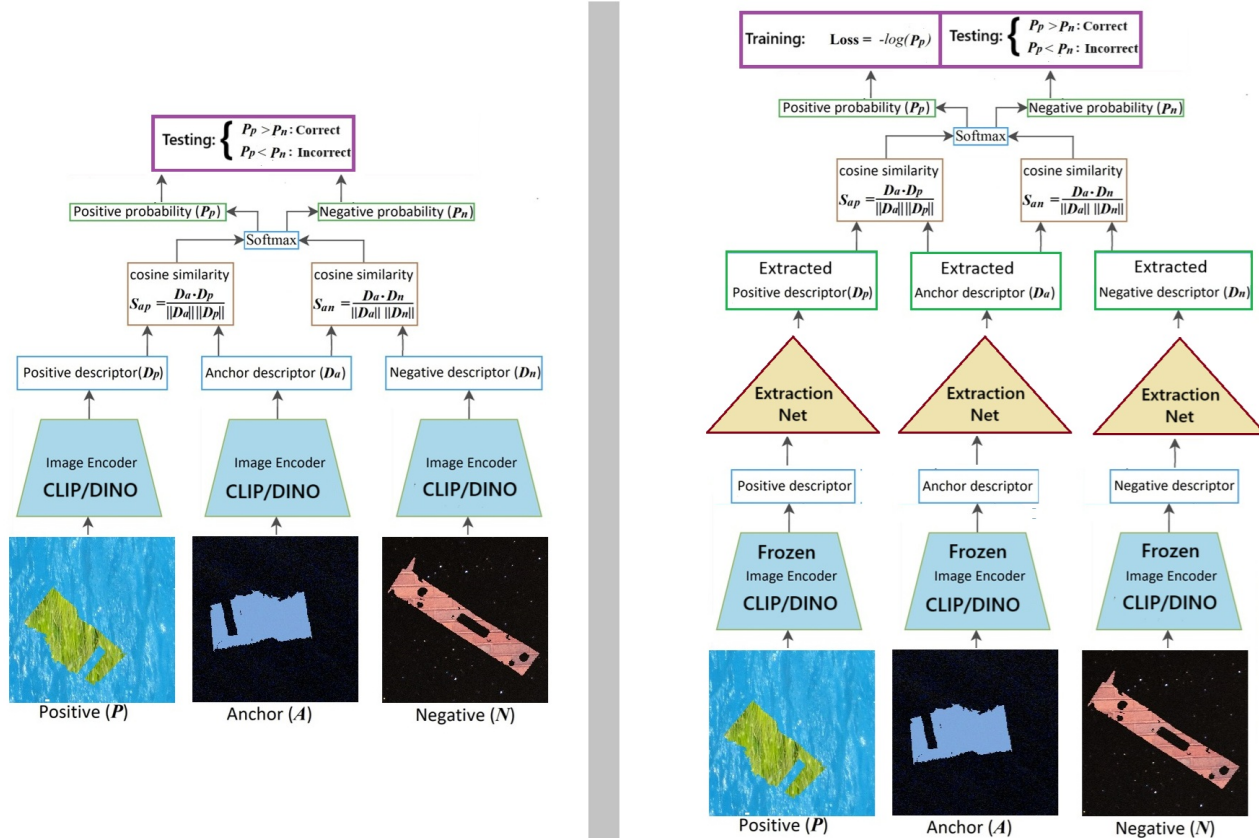 Testing: { Pp > Pn : Correct
Pp < Pn : Incorrect
Positive probability (Pp)
Negative probability (Pn)
Softmax
cosine similarity
Sap = Da · Dp / ||Da|| ||Dp||
cosine similarity
San = Da · Dn / ||Da|| ||Dn||
Positive descriptor(Dp)
Anchor descriptor (Da)
Negative descriptor (Dn)
Image Encoder
CLIP/DINO
Image Encoder
CLIP/DINO
Image Encoder
CLIP/DINO
Positive (P)
Anchor (A)
Negative (N)
Training: Loss = -log(Pp)
Testing: { Pp > Pn : Correct
Pp < Pn : Incorrect
Positive probability (Pp)
Negative probability (Pn)
Softmax
cosine similarity
Sap = Da · Dp / ||Da|| ||Dp||
cosine similarity
San = Da · Dn / ||Da|| ||Dn||
Extracted
Positive descriptor(Dp)
Extracted
Anchor descriptor (Da)
Extracted
Negative descriptor (Dn)
Extraction
Net
Extraction
Net
Extraction
Net
Positive descriptor
Anchor descriptor
Negative descriptor
Frozen
Image Encoder
CLIP/DINO
Frozen
Image Encoder
CLIP/DINO
Frozen
Image Encoder
CLIP/DINO
Positive (P)
Anchor (A)
Negative (N)